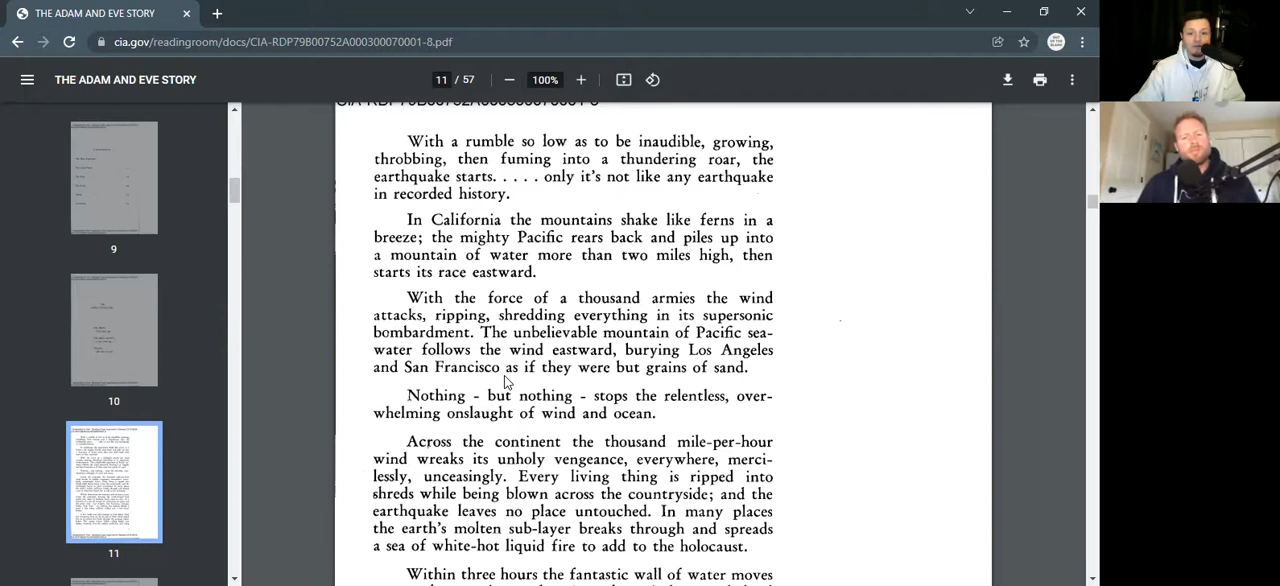 THE ADAM AND EVE STORY
cia.gov/readingroom/docs/CIA-RDP79B00752A000300070001-8.pdf
THE ADAM AND EVE STORY
11 / 57
100%
CIA-RDP79B00752A000300070001-8
With a rumble so low as to be inaudible, growing,
throbbing, then fuming into a thundering roar, the
earthquake starts. . . . . only it's not like any earthquake
in recorded history.
In California the mountains shake like ferns in a
breeze; the mighty Pacific rears back and piles up into
a mountain of water more than two miles high, then
starts its race eastward.
With the force of a thousand armies the wind
attacks, ripping, shredding everything in its supersonic
bombardment. The unbelievable mountain of Pacific sea-
water follows the wind eastward, burying Los Angeles
and San Francisco as if they were but grains of sand.
Nothing - but nothing - stops the relentless, over-
whelming onslaught of wind and ocean.
Across the continent the thousand mile-per-hour
wind wreaks its unholy vengeance, everywhere, merci-
lessly, unceasingly. Every living thing is ripped into
shreds while being blown across the countryside; and the
earthquake leaves no place untouched. In many places
the earth's molten sublayer breaks through and spreads
a sea of white-hot liquid fire to add to the holocaust.
Within three hours the fantastic wall of water moves
9
10
11